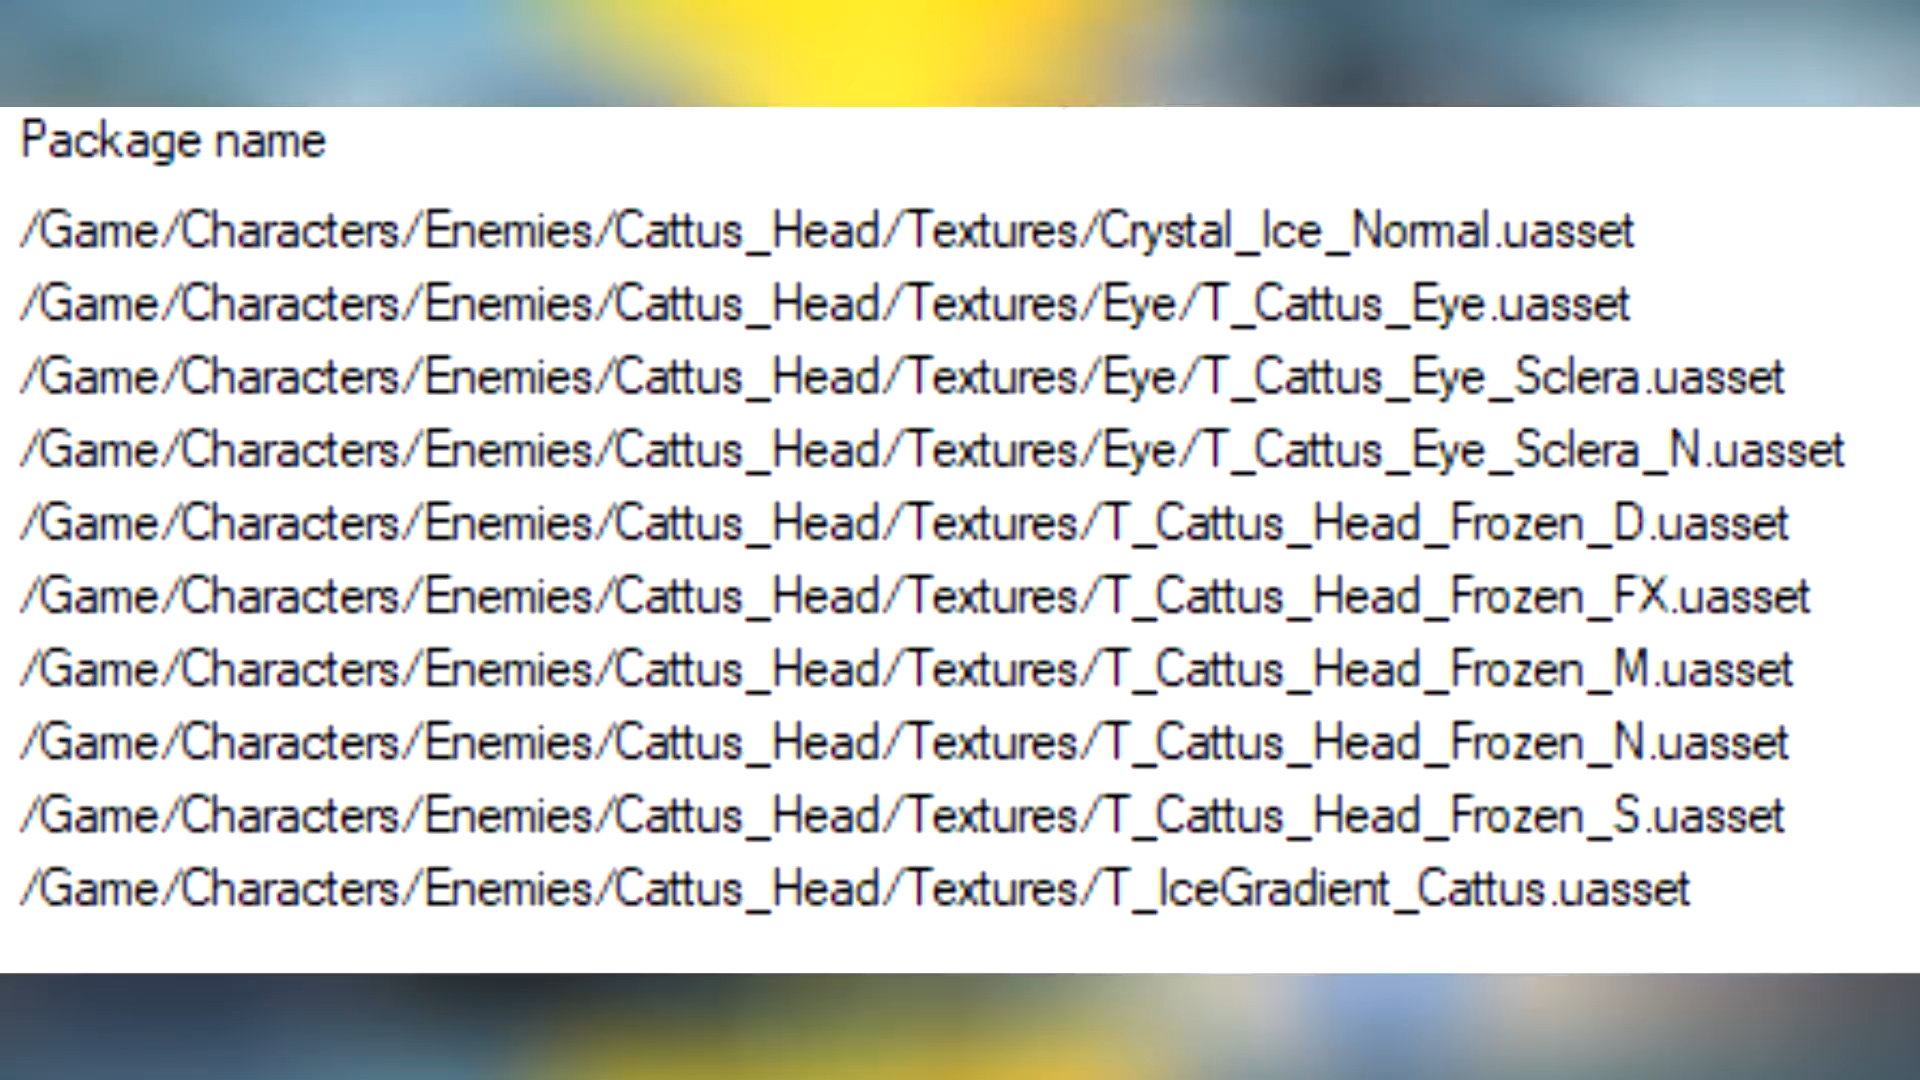 Package name
/Game/Characters/Enemies/Cattus_Head/Textures/Crystal_Ice_Normal.uasset
/Game/Characters/Enemies/Cattus_Head/Textures/Eye/T_Cattus_Eye.uasset
/Game/Characters/Enemies/Cattus_Head/Textures/Eye/T_Cattus_Eye_Sclera.uasset
/Game/Characters/Enemies/Cattus_Head/Textures/Eye/T_Cattus_Eye_Sclera_N.uasset
/Game/Characters/Enemies/Cattus_Head/Textures/T_Cattus_Head_Frozen_D.uasset
/Game/Characters/Enemies/Cattus_Head/Textures/T_Cattus_Head_Frozen_FX.uasset
/Game/Characters/Enemies/Cattus_Head/Textures/T_Cattus_Head_Frozen_M.uasset
/Game/Characters/Enemies/Cattus_Head/Textures/T_Cattus_Head_Frozen_N.uasset
/Game/Characters/Enemies/Cattus_Head/Textures/T_Cattus_Head_Frozen_S.uasset
/Game/Characters/Enemies/Cattus_Head/Textures/T_IceGradient_Cattus.uasset